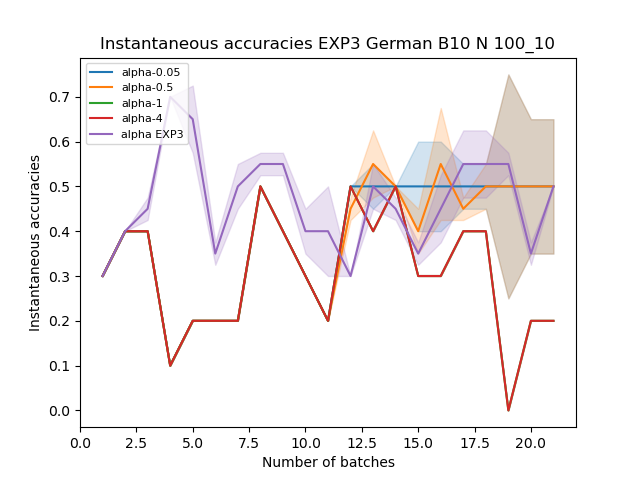 Instantaneous accuracies EXP3 German B10 N 100_10
alpha-0.05
alpha-0.5
alpha-1
alpha-4
alpha EXP3
Instantaneous accuracies
0.7
0.6
0.5
0.4
0.3
0.2
0.1
0.0
0.0 2.5 5.0 7.5 10.0 12.5 15.0 17.5 20.0
Number of batches